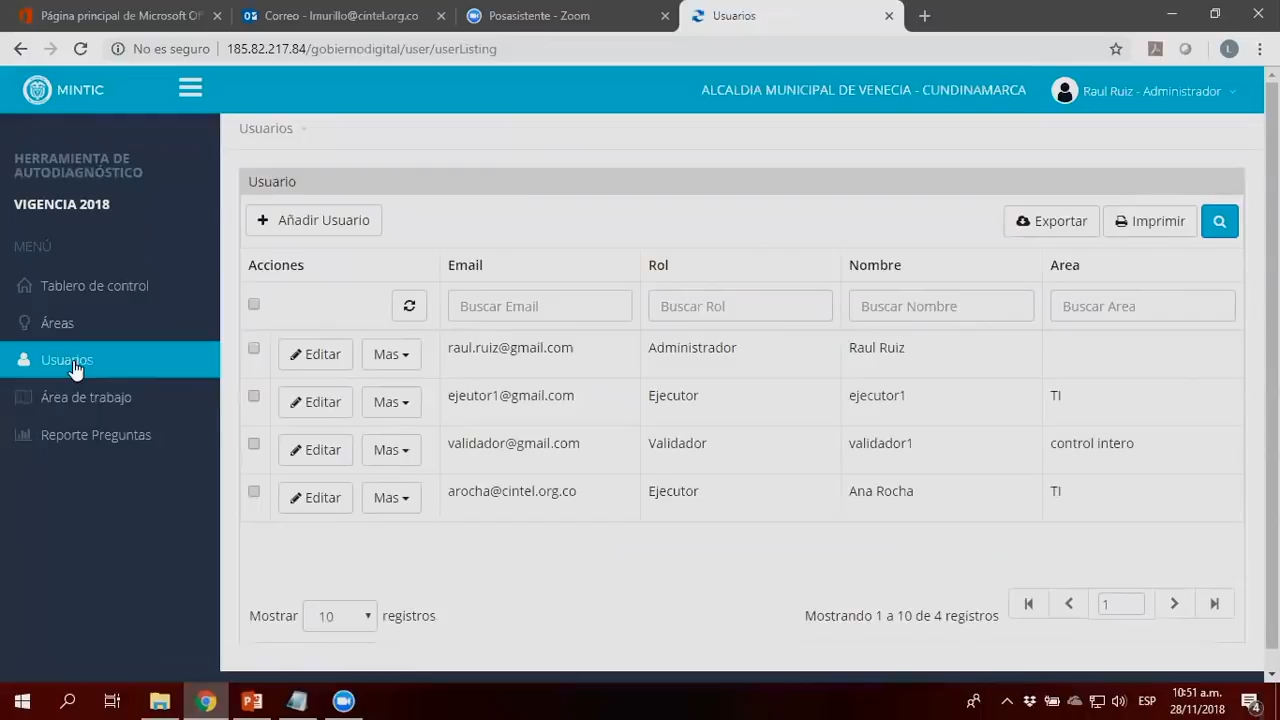 Página principal de Microsoft Of
Correo - lmurillo@cintel.org.co
Posasistente - Zoom
Usuarios
No es seguro
185.82.217.84/gobiernodigital/user/userListing
L
MINTIC
ALCALDIA MUNICIPAL DE VENECIA - CUNDINAMARCA
Raul Ruiz - Administrador
HERRAMIENTA DE
AUTODIAGNÓSTICO
VIGENCIA 2018
MENÚ
Tablero de control
Áreas
Usuarios
Área de trabajo
Reporte Preguntas
Usuarios
Usuario
+ Añadir Usuario
Exportar
Imprimir
Acciones Email Rol Nombre Area
Buscar Email Buscar Rol Buscar Nombre Buscar Area
Editar Mas raul.ruiz@gmail.com Administrador Raul Ruiz
Editar Mas ejeutor1@gmail.com Ejecutor ejecutor1 TI
Editar Mas validador@gmail.com Validador validador1 control intero
Editar Mas arocha@cintel.org.co Ejecutor Ana Rocha TI
Mostrar 10 registros
Mostrando 1 a 10 de 4 registros
1
ESP
10:51 a.m.
28/11/2018
4